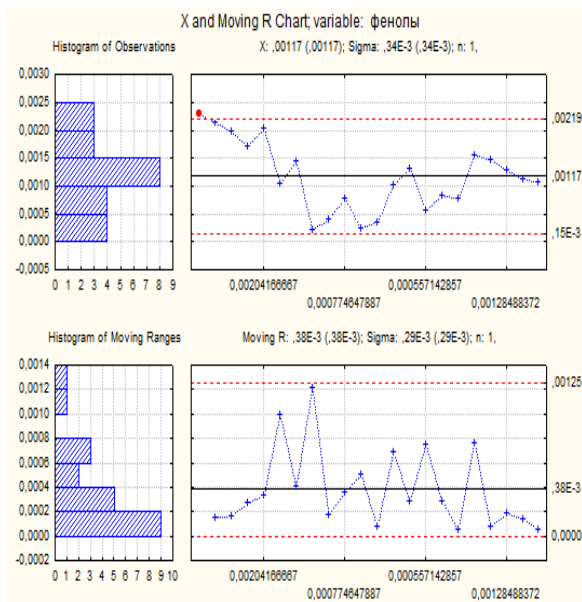 X and Moving R Chart; variable: фенолы
Histogram of Observations
X: ,00117 (,00117); Sigma: ,34E-3 (,34E-3); n: 1,
0,0030
0,0025
0,0020
0,0015
0,0010
0,0005
0,0000
-0,0005
0 1 2 3 4 5 6 7 8 9
,00219
,00117
,15E-3
0,00204166667 0,000557142857
0,000774647887 0,00128488372
Histogram of Moving Ranges
Moving R: ,38E-3 (,38E-3); Sigma: ,29E-3 (,29E-3); n: 1,
0,0014
0,0012
0,0010
0,0008
0,0006
0,0004
0,0002
0,0000
-0,0002
0 1 2 3 4 5 6 7 8 9 10
,00125
,38E-3
0,0000
0,00204166667 0,000557142857
0,000774647887 0,00128488372